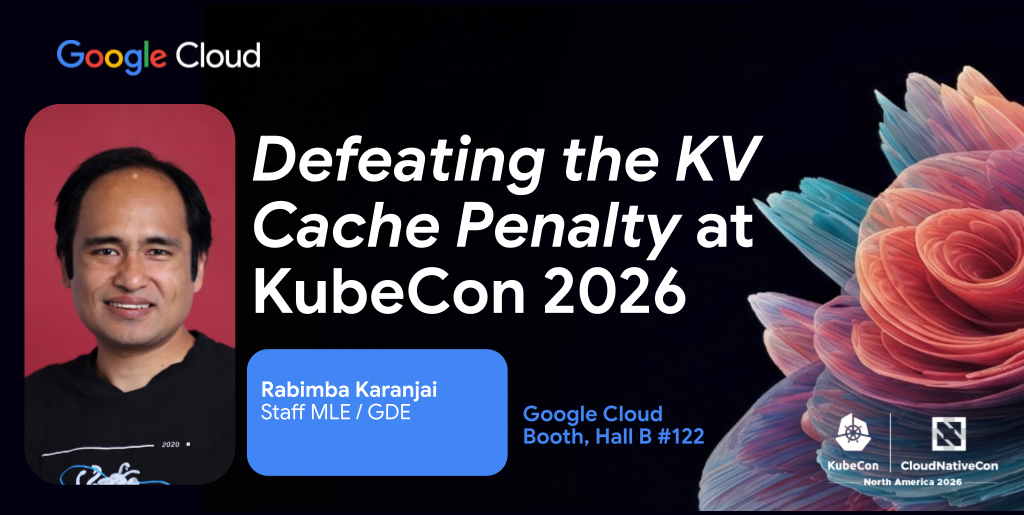 Google Cloud
Defeating the KV
Cache Penalty at
KubeCon 2026
Rabimba Karanjai
Staff MLE / GDE
Google Cloud
Booth, Hall B #122
2020
KubeCon
CloudNativeCon
North America 2026